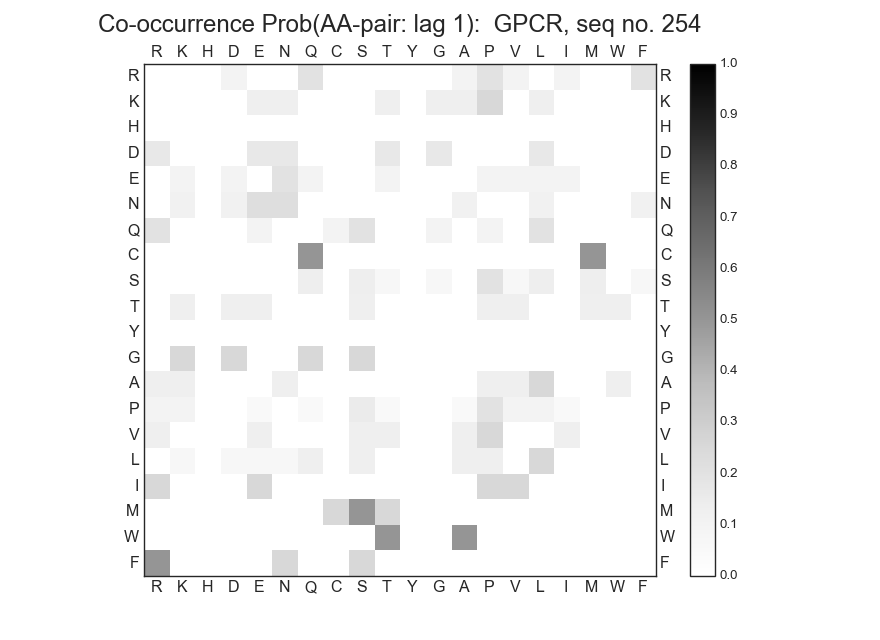 Co-occurrence Prob(AA-pair: lag 1):  GPCR, seq no. 254
R K H D E N Q C S T Y G A P V L I M W F
R R 1.0
K K 0.9
H H
D D 0.8
E E
N N 0.7
Q Q
C C 0.6
S S
T T 0.5
Y Y
G G 0.4
A A
P P 0.3
V V
L L 0.2
I I
M M 0.1
W W
F F 0.0
R K H D E N Q C S T Y G A P V L I M W F